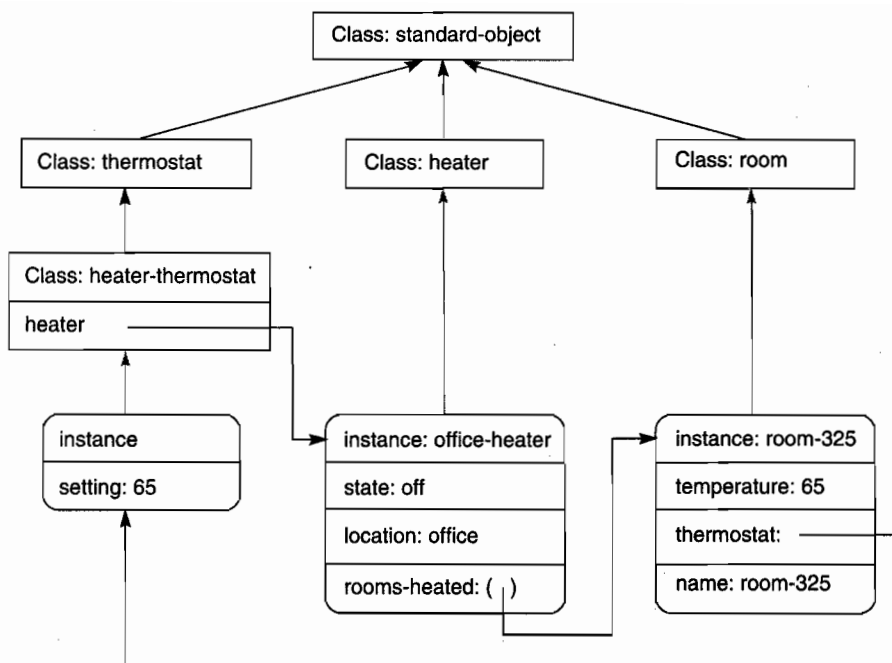 Class: standard-object
Class: thermostat
Class: heater
Class: room
Class: heater-thermostat
heater
instance
setting: 65
instance: office-heater
state: off
location: office
rooms-heated: ( )
instance: room-325
temperature: 65
thermostat:
name: room-325